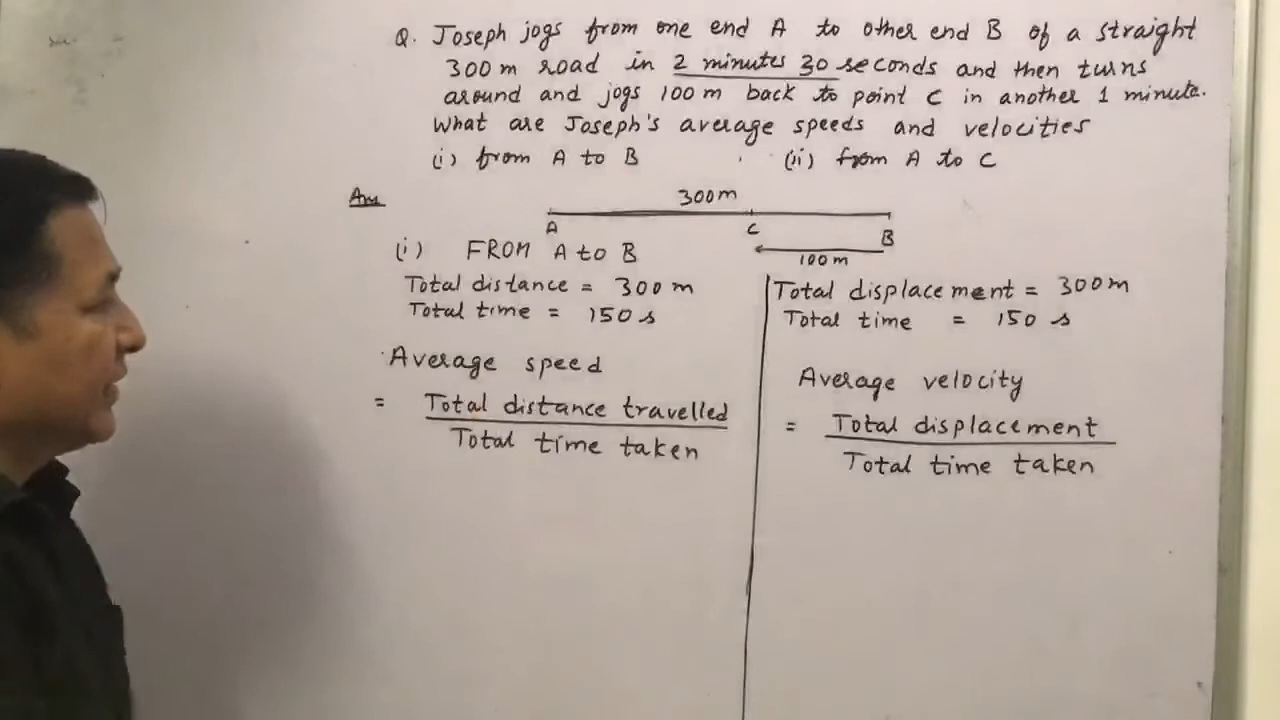 Q. Joseph jogs from one end A to other end B of a straight
300 m road in 2 minutes 30 seconds and then turns
around and jogs 100 m back to point C in another 1 minute.
What are Joseph's average speeds and velocities
(i) from A to B (ii) from A to C
Ans
300m
A C B
100 m
(i) FROM A to B
Total distance = 300 m
Total time = 150 s
Average speed
= Total distance travelled
Total time taken
Total displacement = 300 m
Total time = 150 s
Average velocity
= Total displacement
Total time taken